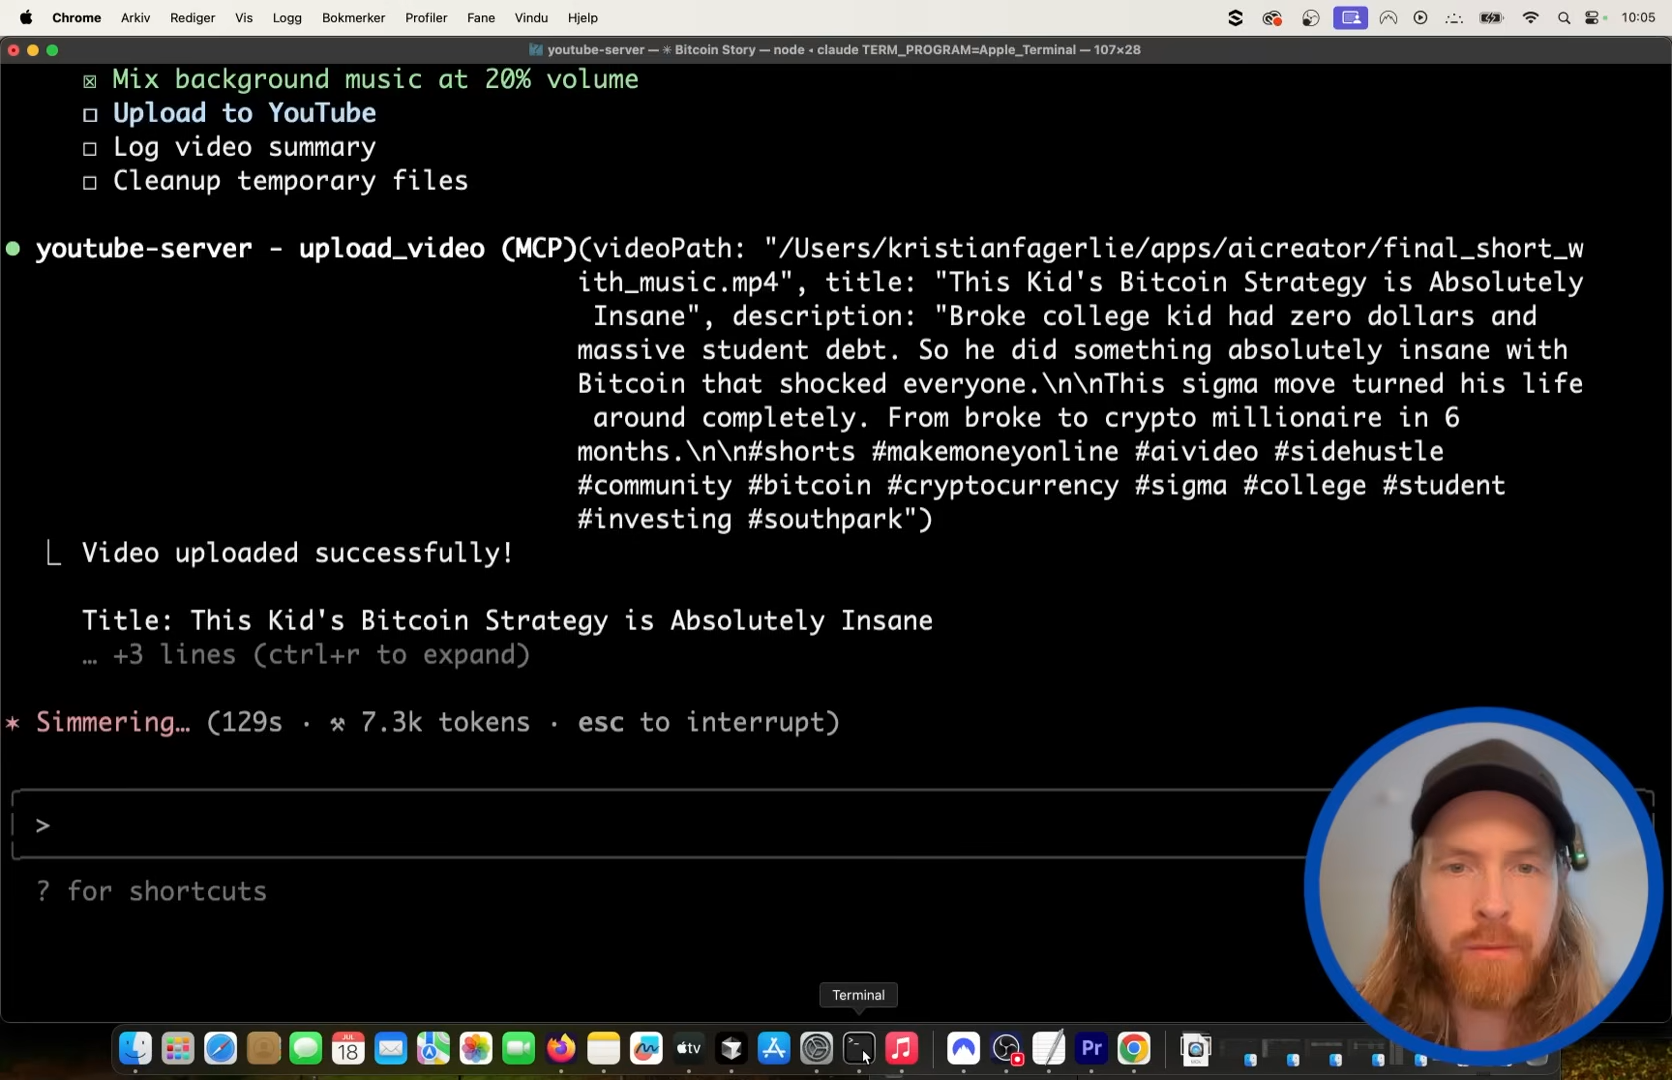 Chrome Arkiv Rediger Vis Logg Bokmerker Profiler Fane Vindu Hjelp 10:05
youtube-server — ✳ Bitcoin Story — node ◂ claude TERM_PROGRAM=Apple_Terminal — 107×28
☒ Mix background music at 20% volume
☐ Upload to YouTube
☐ Log video summary
☐ Cleanup temporary files
● youtube-server - upload_video (MCP)(videoPath: "/Users/kristianfagerlie/apps/aicreator/final_short_w
ith_music.mp4", title: "This Kid's Bitcoin Strategy is Absolutely
Insane", description: "Broke college kid had zero dollars and
massive student debt. So he did something absolutely insane with
Bitcoin that shocked everyone.\n\nThis sigma move turned his life
around completely. From broke to crypto millionaire in 6
months.\n\n#shorts #makemoneyonline #aivideo #sidehustle
#community #bitcoin #cryptocurrency #sigma #college #student
#investing #southpark")
⎿ Video uploaded successfully!
Title: This Kid's Bitcoin Strategy is Absolutely Insane
… +3 lines (ctrl+r to expand)
✶ Simmering… (129s · ⚒ 7.3k tokens · esc to interrupt)
>
? for shortcuts
Terminal
JUL
18
tv
Pr